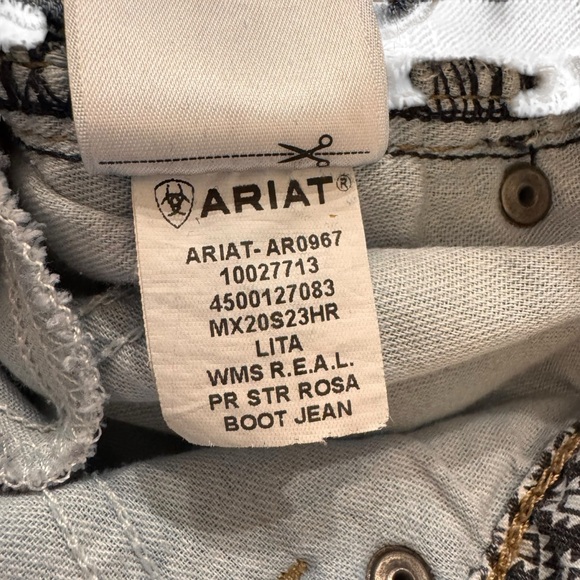 ARIAT®
ARIAT- AR0967
10027713
4500127083
MX20S23HR
LITA
WMS R.E.A.L.
PR STR ROSA
BOOT JEAN